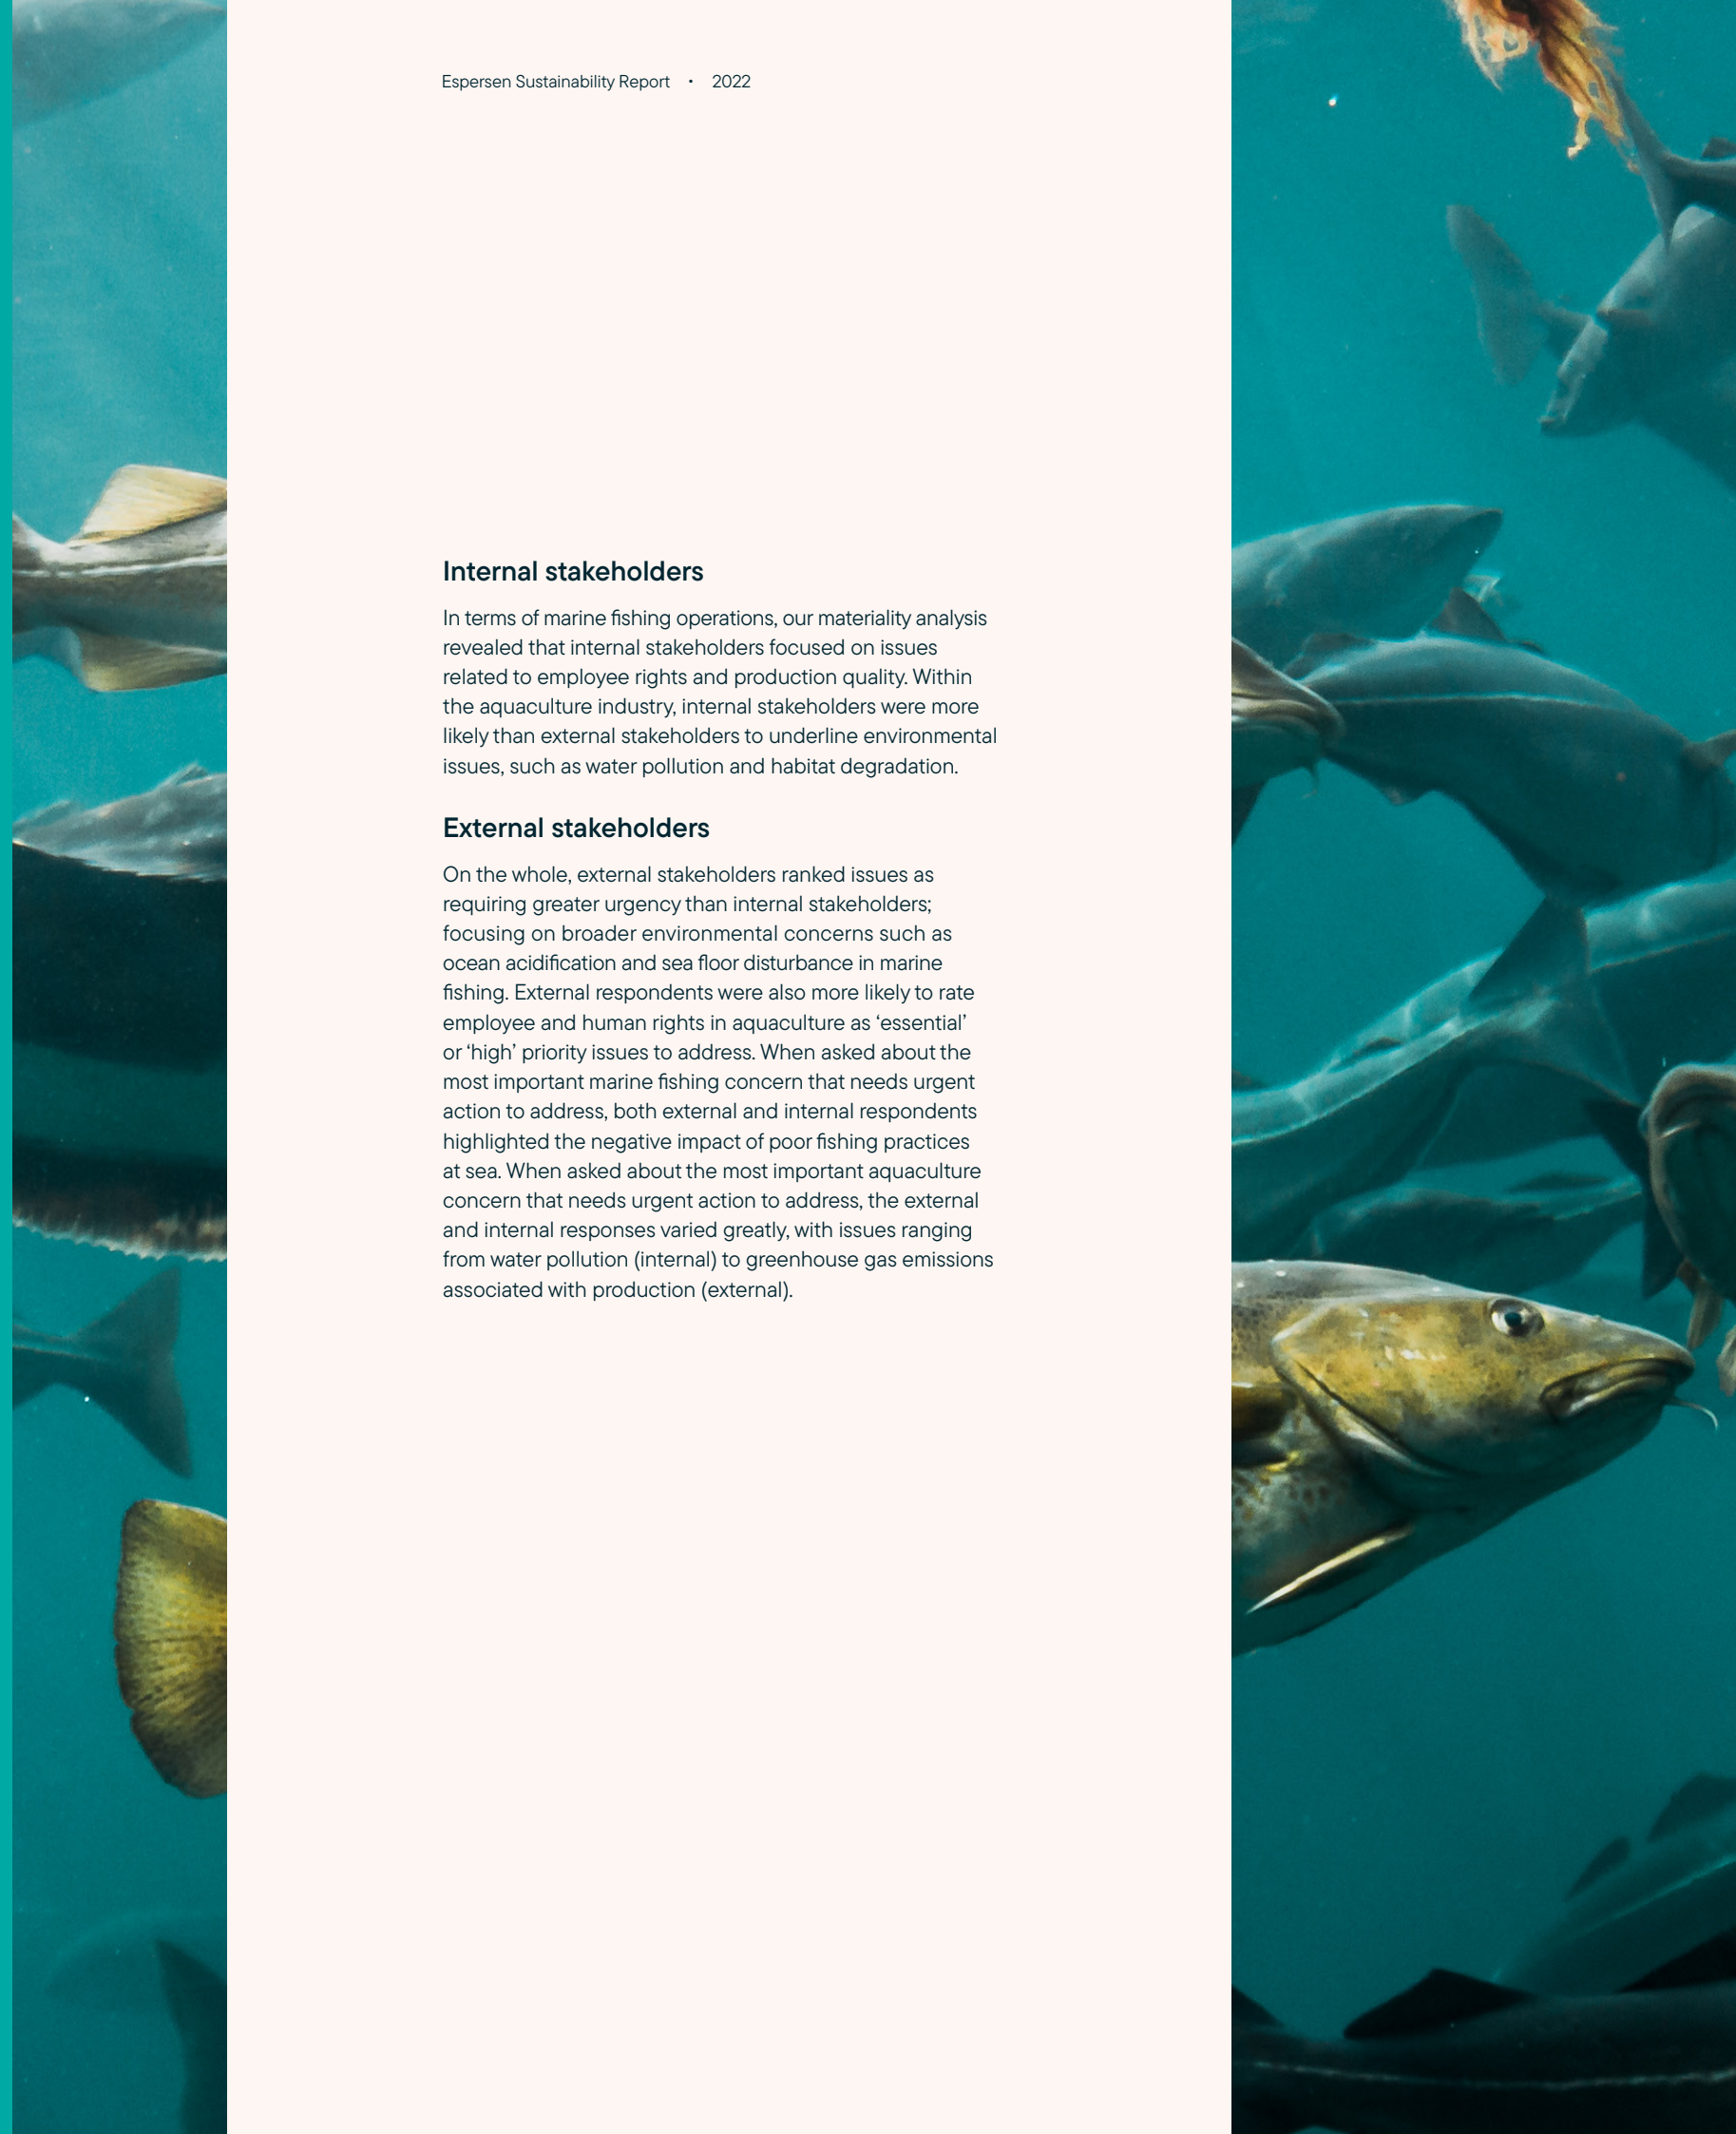 Espersen Sustainability Report • 2022
Internal stakeholders
In terms of marine fishing operations, our materiality analysis
revealed that internal stakeholders focused on issues
related to employee rights and production quality. Within
the aquaculture industry, internal stakeholders were more
likely than external stakeholders to underline environmental
issues, such as water pollution and habitat degradation.
External stakeholders
On the whole, external stakeholders ranked issues as
requiring greater urgency than internal stakeholders;
focusing on broader environmental concerns such as
ocean acidification and sea floor disturbance in marine
fishing. External respondents were also more likely to rate
employee and human rights in aquaculture as ‘essential’
or ‘high’ priority issues to address. When asked about the
most important marine fishing concern that needs urgent
action to address, both external and internal respondents
highlighted the negative impact of poor fishing practices
at sea. When asked about the most important aquaculture
concern that needs urgent action to address, the external
and internal responses varied greatly, with issues ranging
from water pollution (internal) to greenhouse gas emissions
associated with production (external).